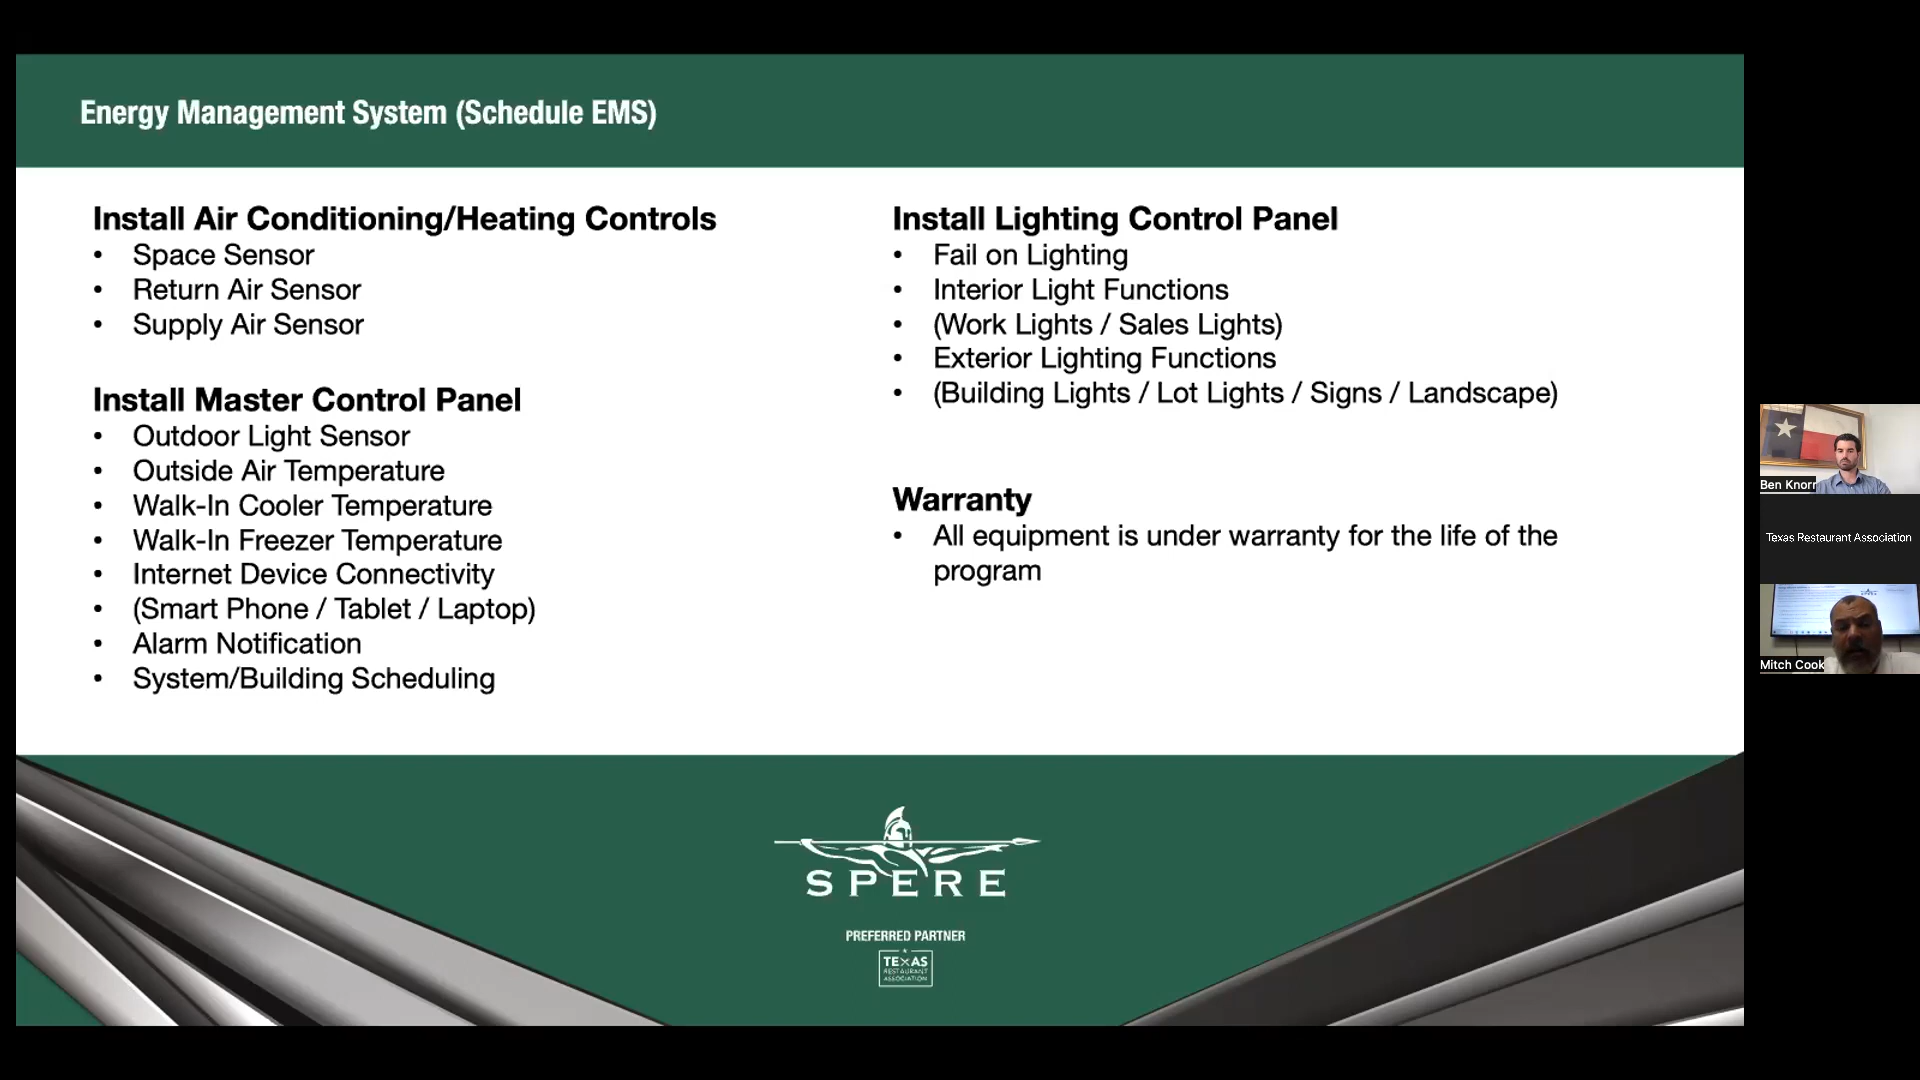 Energy Management System (Schedule EMS)
Install Air Conditioning/Heating Controls
• Space Sensor
• Return Air Sensor
• Supply Air Sensor
Install Master Control Panel
• Outdoor Light Sensor
• Outside Air Temperature
• Walk-In Cooler Temperature
• Walk-In Freezer Temperature
• Internet Device Connectivity
• (Smart Phone / Tablet / Laptop)
• Alarm Notification
• System/Building Scheduling
Install Lighting Control Panel
• Fail on Lighting
• Interior Light Functions
• (Work Lights / Sales Lights)
• Exterior Lighting Functions
• (Building Lights / Lot Lights / Signs / Landscape)
Warranty
• All equipment is under warranty for the life of the
program
SPERE
PREFERRED PARTNER
TEXAS
RESTAURANT
ASSOCIATION
Ben Knorr
Texas Restaurant Association
Mitch Cook